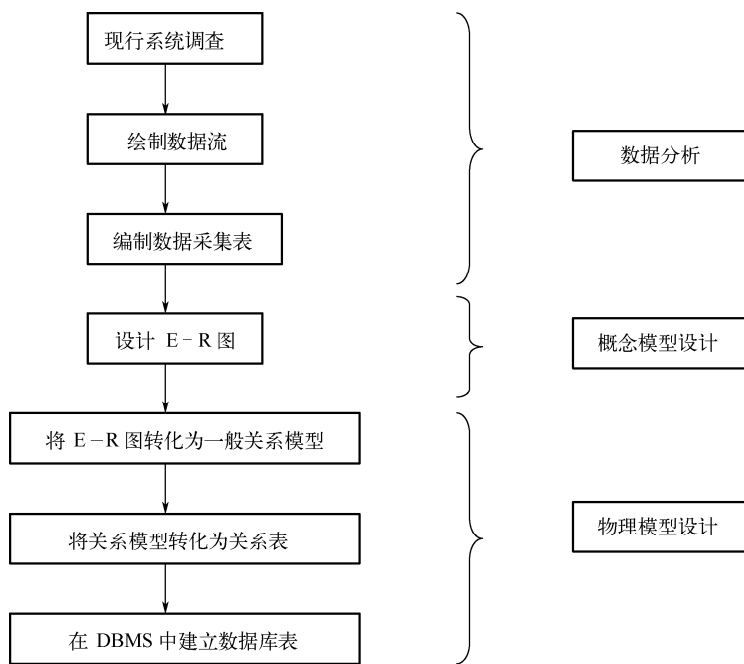 现行系统调查
绘制数据流
数据分析
编制数据采集表
设计 E-R图
概念模型设计
将 E-R图转化为一般关系模型
将关系模型转化为关系表
物理模型设计
在 DBMS 中建立数据库表